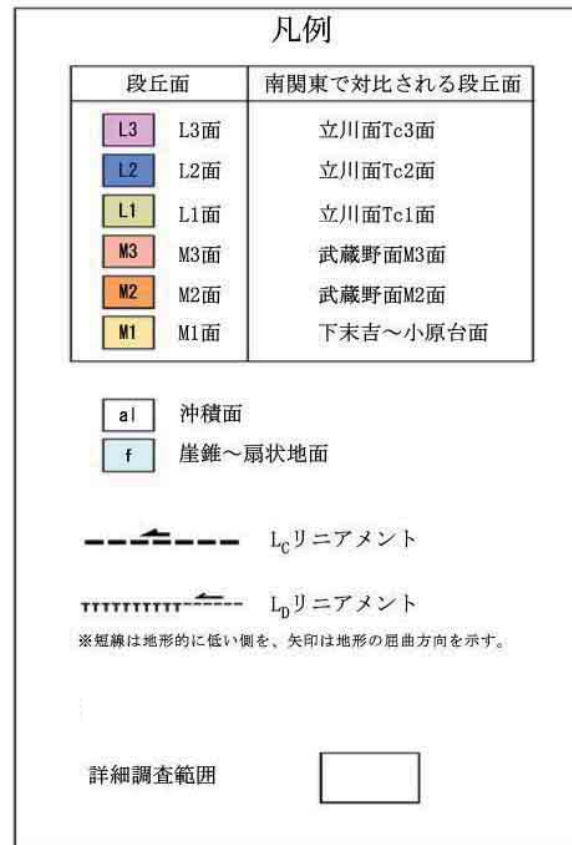 凡例
段丘面 南関東で対比される段丘面
L3 L3面 立川面Tc3面
L2 L2面 立川面Tc2面
L1 L1面 立川面Tc1面
M3 M3面 武蔵野面M3面
M2 M2面 武蔵野面M2面
M1 M1面 下末吉～小原台面
al 沖積面
f 崖錐～扇状地面
LCリニアメント
LDリニアメント
※短線は地形的に低い側を、矢印は地形の屈曲方向を示す。
詳細調査範囲